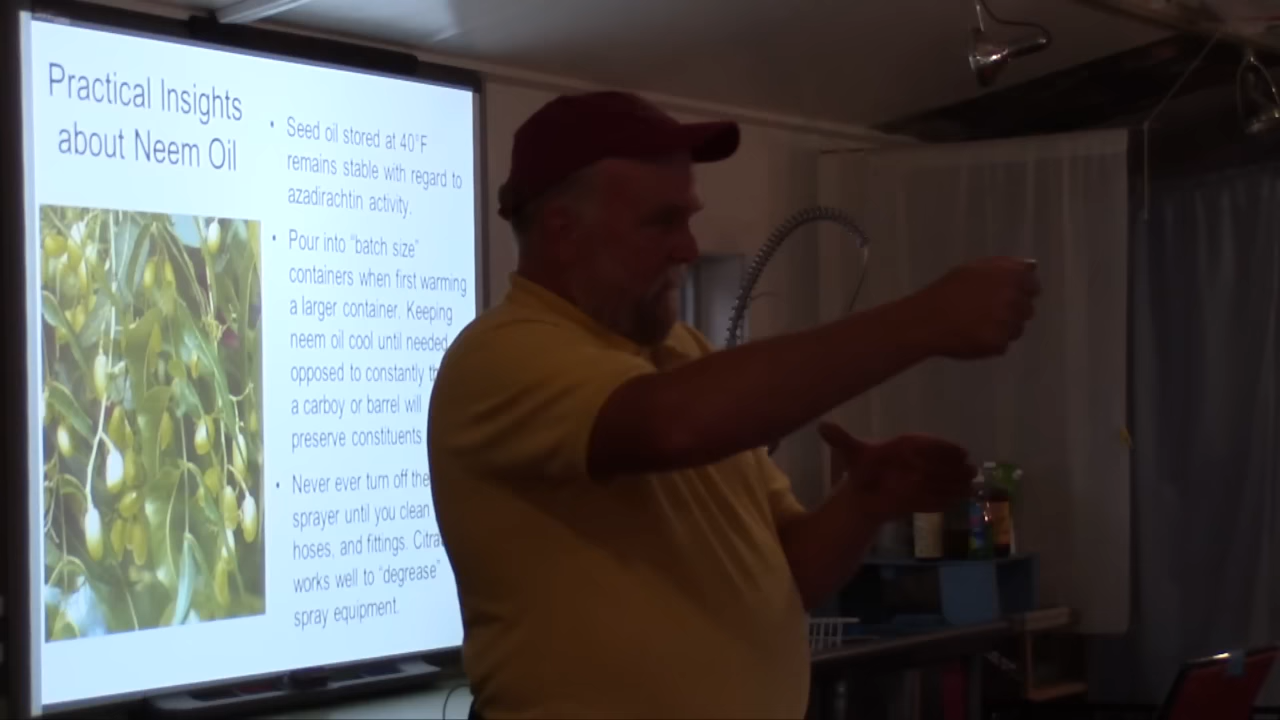 Practical Insights
about Neem Oil
• Seed oil stored at 40°F
remains stable with regard to
azadirachtin activity.
• Pour into "batch size"
containers when first warming
a larger container. Keeping
neem oil cool until needed
opposed to constantly
a carboy or barrel will
preserve constituents
• Never ever turn off the
sprayer until you clean
hoses, and fittings.
works well to "degrease"
spray equipment.